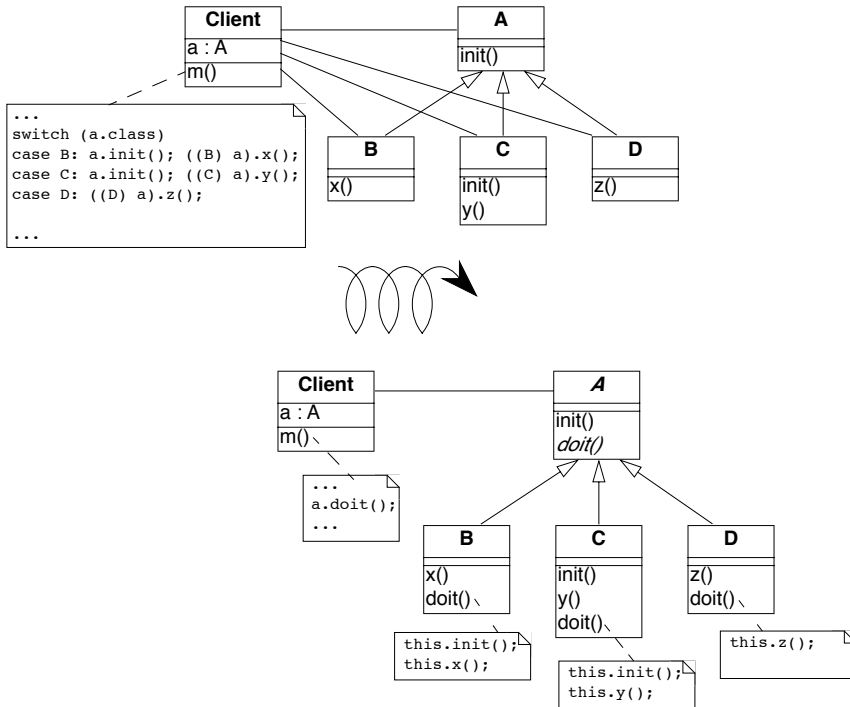 Client
a : A
m()
A
init()
...
switch (a.class)
case B: a.init(); ((B) a).x();
case C: a.init(); ((C) a).y();
case D: ((D) a).z();
...
B
x()
C
init()
y()
D
z()
Client
a : A
m()
...
a.doit();
...
A
init()
doit()
B
x()
doit()
this.init();
this.x();
C
init()
y()
doit()
this.init();
this.y();
D
z()
doit()
this.z();